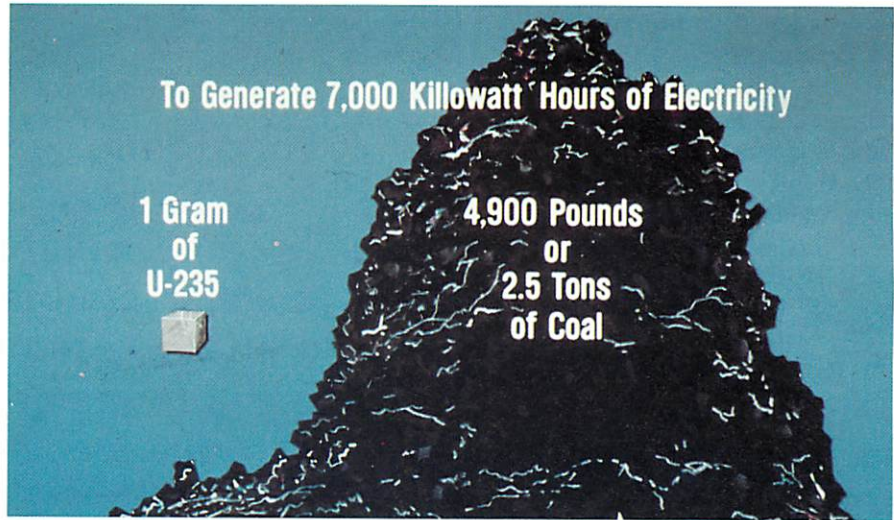 To Generate 7,000 Killowatt Hours of Electricity
1 Gram
of
U-235
4,900 Pounds
or
2.5 Tons
of Coal